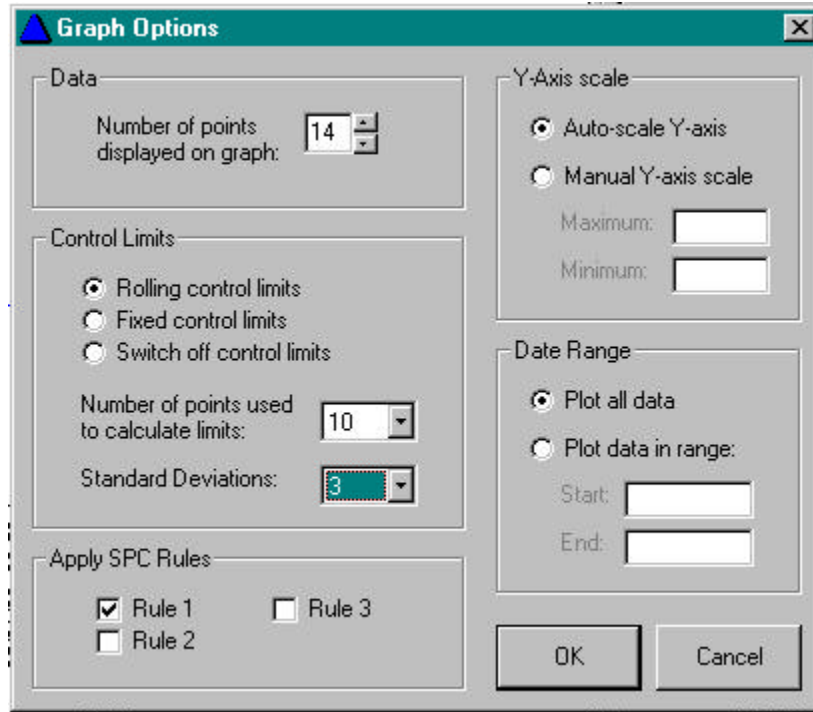 Graph Options
Data
Number of points
displayed on graph:
14
Control Limits
Rolling control limits
Fixed control limits
Switch off control limits
Number of points used
to calculate limits:
10
Standard Deviations:
3
Apply SPC Rules
Rule 1
Rule 3
Rule 2
Y-Axis scale
Auto-scale Y-axis
Manual Y-axis scale
Maximum:
Minimum:
Date Range
Plot all data
Plot data in range:
Start:
End:
OK
Cancel